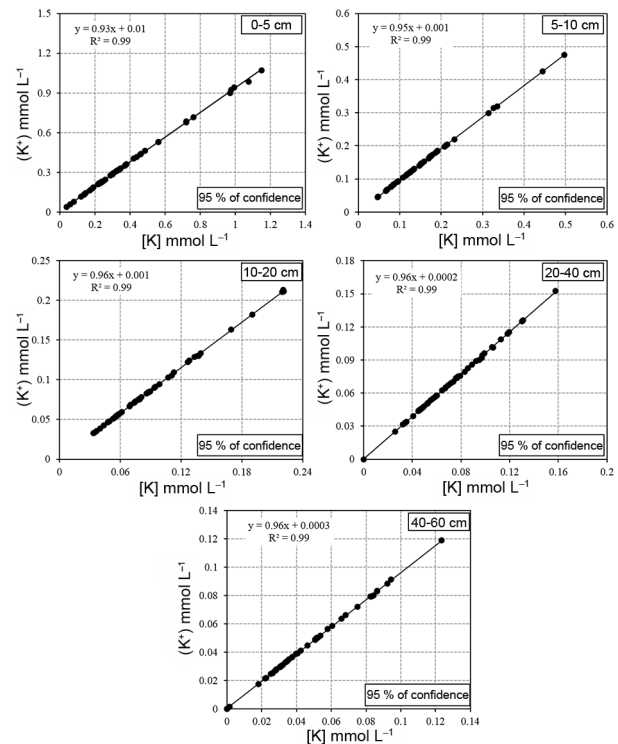 y = 0.93x + 0.01
R² = 0.99
0-5 cm
(K⁺) mmol L⁻¹
1.5
1.2
0.9
0.6
0.3
0
0 0.2 0.4 0.6 0.8 1 1.2 1.4
[K] mmol L⁻¹
95 % of confidence
y = 0.95x + 0.001
R² = 0.99
5-10 cm
(K⁺) mmol L⁻¹
0.6
0.5
0.4
0.3
0.2
0.1
0
0 0.1 0.2 0.3 0.4 0.5 0.6
[K] mmol L⁻¹
95 % of confidence
y = 0.96x + 0.001
R² = 0.99
10-20 cm
(K⁺) mmol L⁻¹
0.25
0.2
0.15
0.1
0.05
0
0 0.06 0.12 0.18 0.24
[K] mmol L⁻¹
95 % of confidence
y = 0.96x + 0.0002
R² = 0.99
20-40 cm
(K⁺) mmol L⁻¹
0.18
0.15
0.12
0.09
0.06
0.03
0
0 0.04 0.08 0.12 0.16 0.2
[K] mmol L⁻¹
95 % of confidence
y = 0.96x + 0.0003
R² = 0.99
40-60 cm
(K⁺) mmol L⁻¹
0.14
0.12
0.1
0.08
0.06
0.04
0.02
0
0 0.02 0.04 0.06 0.08 0.1 0.12 0.14
[K] mmol L⁻¹
95 % of confidence